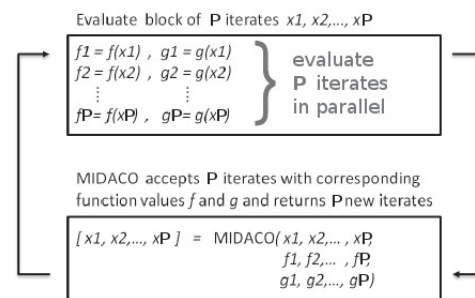 Evaluate block of P iterates x1, x2,..., xP
f1 = f(x1) , g1 = g(x1)
f2 = f(x2) , g2 = g(x2)
⋮ ⋮
fP= f(xP) , gP= g(xP)
evaluate
P iterates
in parallel
MIDACO accepts P iterates with corresponding
function values f and g and returns P new iterates
[ x1, x2,..., xP ] = MIDACO( x1, x2,... , xP,
f1, f2,... , fP,
g1, g2,..., gP)